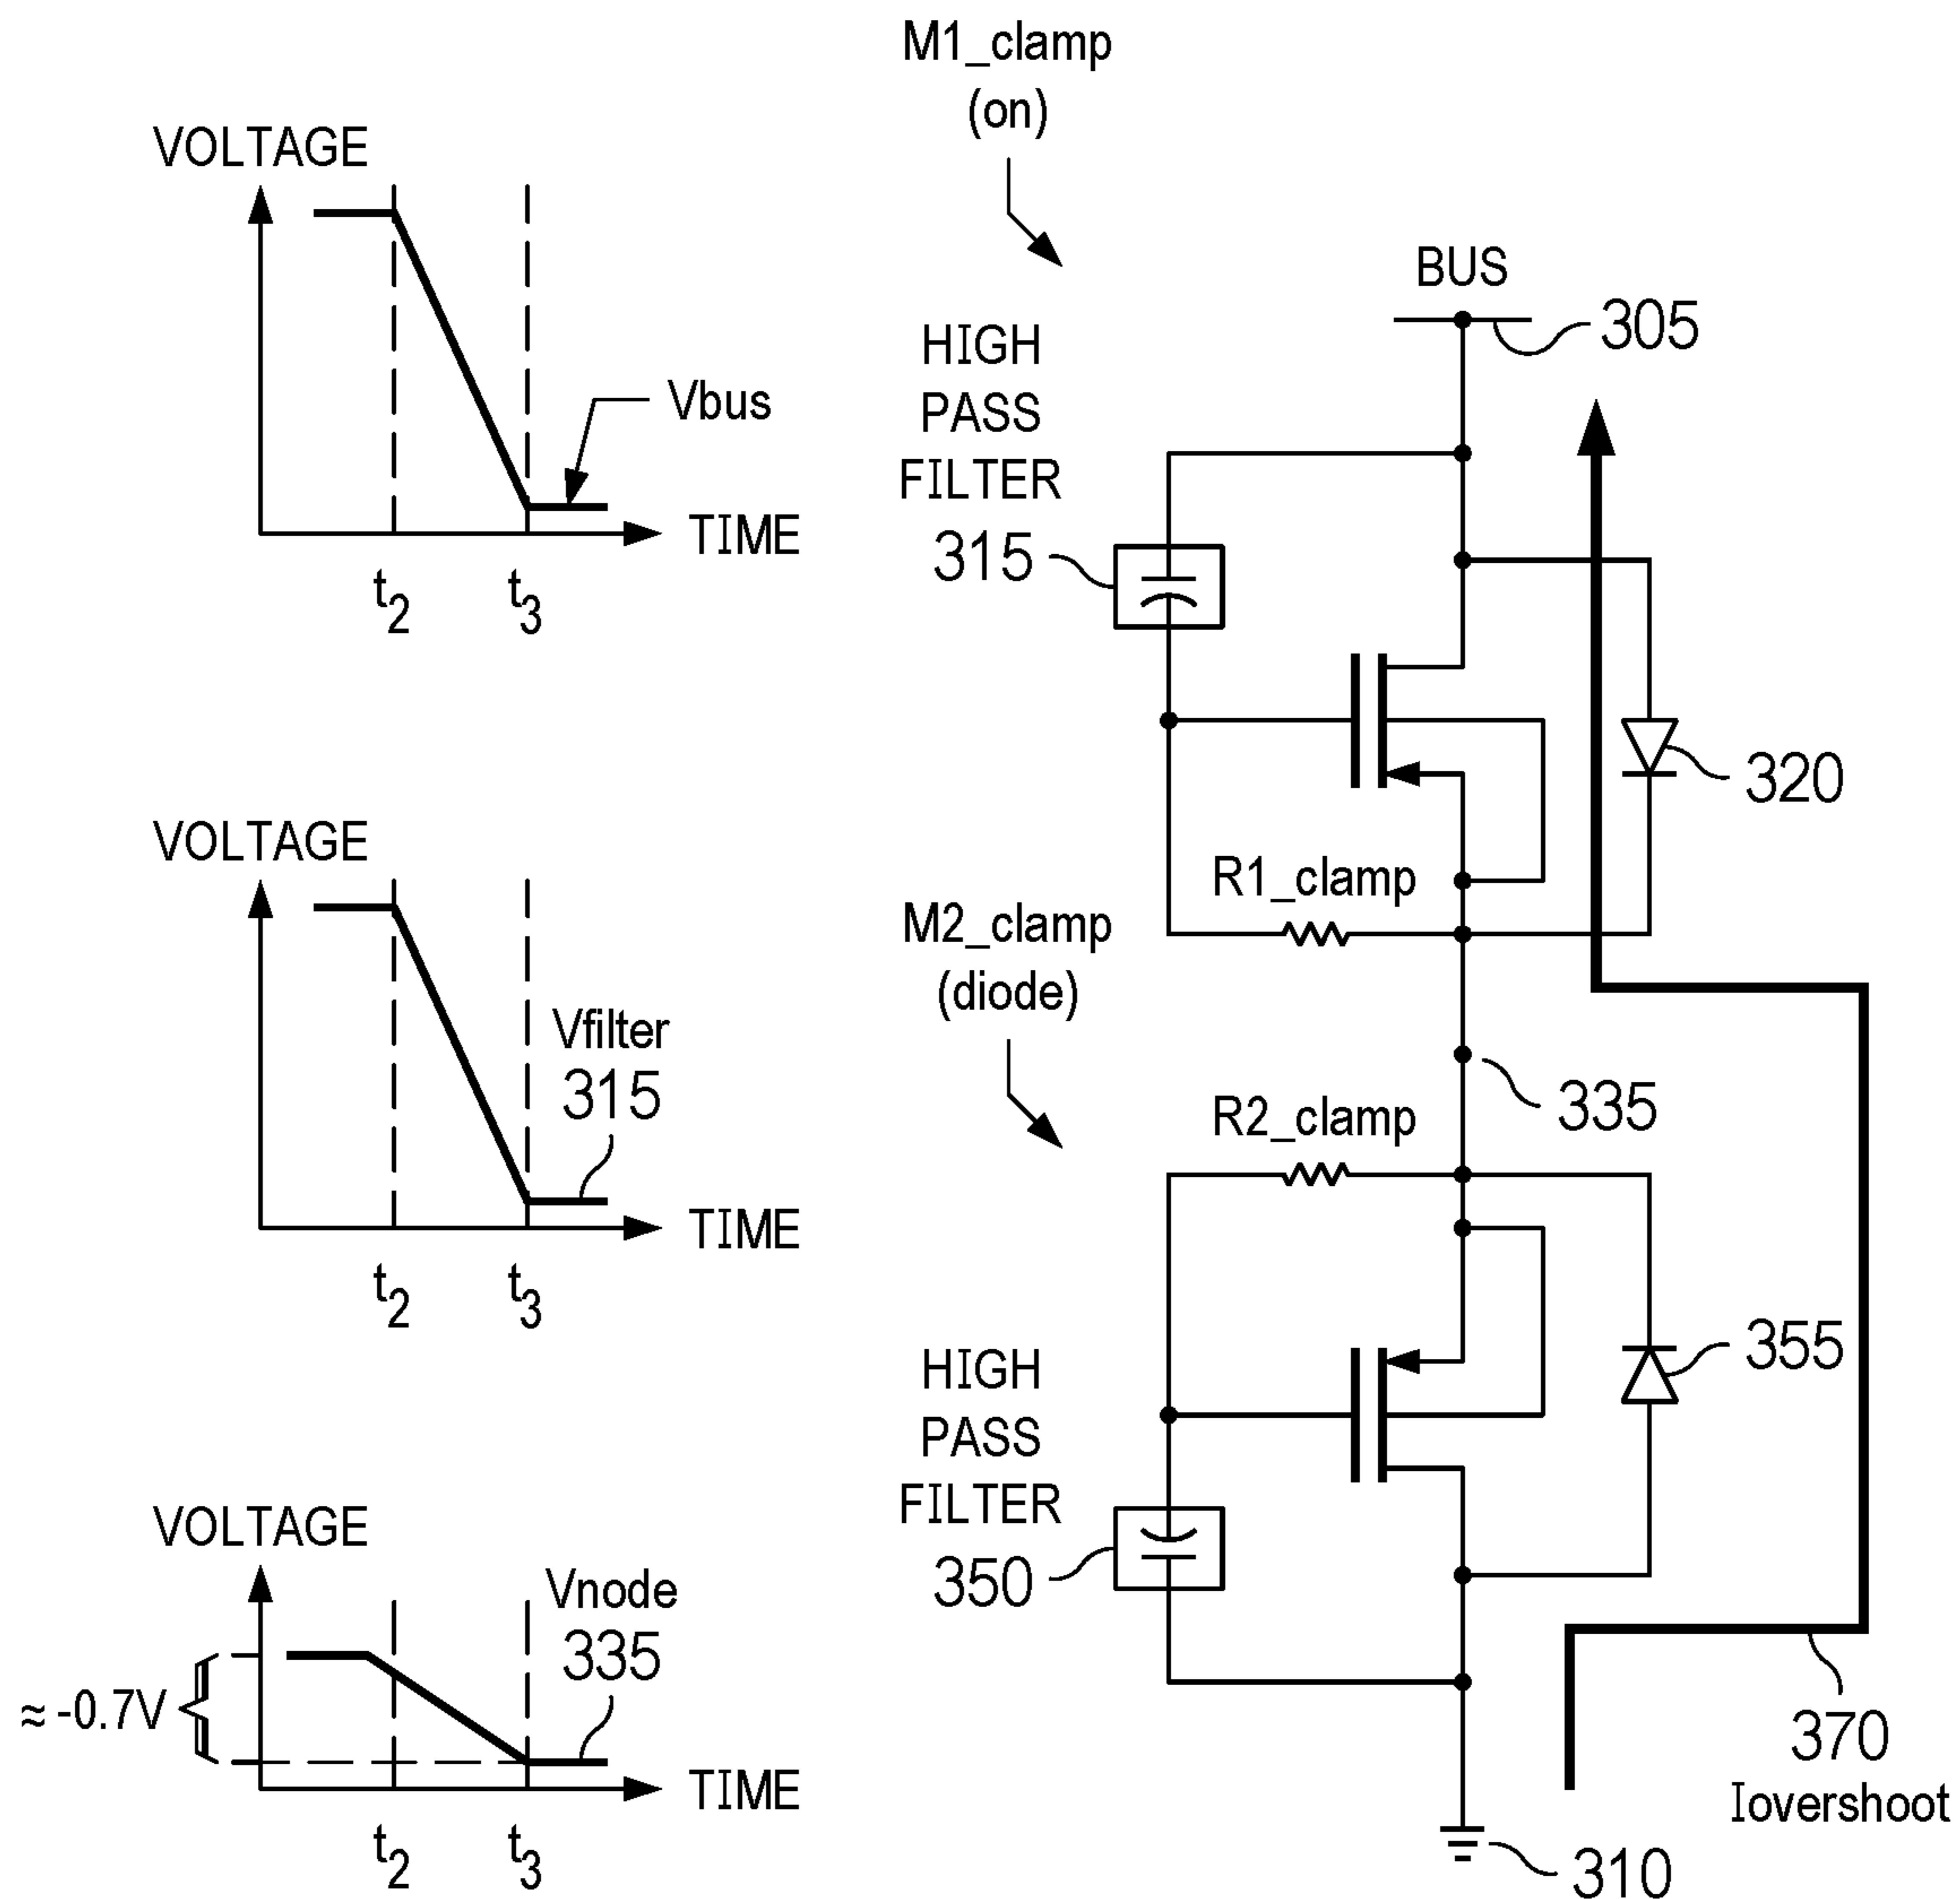 VOLTAGE
Vbus
TIME
t2
t3
VOLTAGE
Vfilter
315
TIME
t2
t3
VOLTAGE
Vnode
335
≈ -0.7V
TIME
t2
t3
M1_clamp
(on)
BUS
305
HIGH
PASS
FILTER
315
320
R1_clamp
M2_clamp
(diode)
335
R2_clamp
355
HIGH
PASS
FILTER
350
370
Iovershoot
310